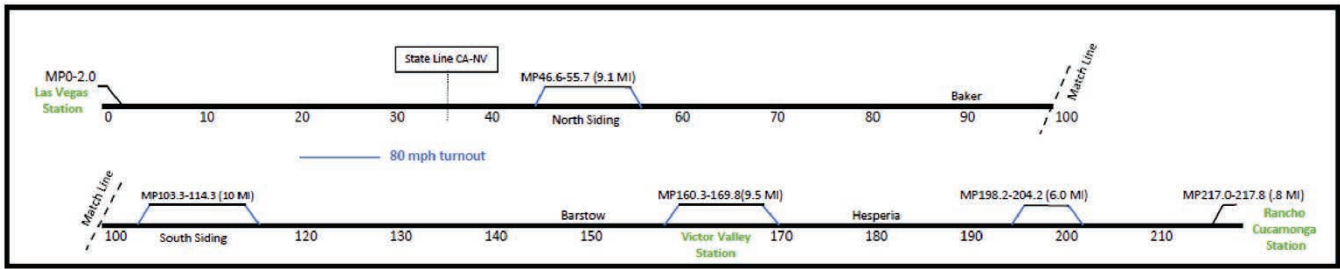 State Line CA-NV
MP0-2.0
Las Vegas
Station
MP46.6-55.7 (9.1 MI)
Baker
Match Line
0 10 20 30 40 North Siding 60 70 80 90 100
80 mph turnout
Match Line
MP103.3-114.3 (10 MI)
MP160.3-169.8(9.5 MI)
MP198.2-204.2 (6.0 MI)
MP217.0-217.8 (.8 MI)
Barstow
Hesperia
Rancho
Cucamonga
Station
100 South Siding 120 130 140 150 Victor Valley 170 180 190 200 210
Station